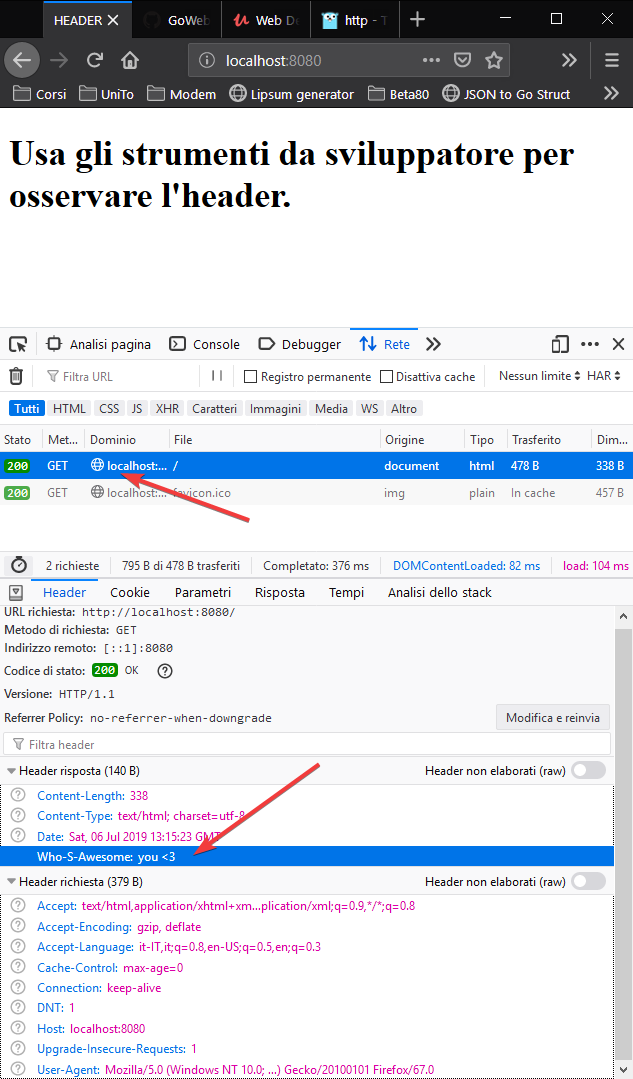 HEADER GoWeb Web De http - T
localhost:8080
Corsi UniTo Modem Lipsum generator Beta80 JSON to Go Struct
Usa gli strumenti da sviluppatore per
osservare l'header.
Analisi pagina Console Debugger Rete
Filtra URL Registro permanente Disattiva cache Nessun limite HAR
Tutti HTML CSS JS XHR Caratteri Immagini Media WS Altro
Stato Met... Dominio File Origine Tipo Trasferito Dim...
200 GET localhost:... / document html 478 B 338 B
200 GET localhost:... favicon.ico img plain In cache 457 B
2 richieste 795 B di 478 B trasferiti Completato: 376 ms DOMContentLoaded: 82 ms load: 104 ms
Header Cookie Parametri Risposta Tempi Analisi dello stack
URL richiesta: http://localhost:8080/
Metodo di richiesta: GET
Indirizzo remoto: [::1]:8080
Codice di stato: 200 OK
Versione: HTTP/1.1
Referrer Policy: no-referrer-when-downgrade Modifica e reinvia
Filtra header
Header risposta (140 B) Header non elaborati (raw)
Content-Length: 338
Content-Type: text/html; charset=utf-8
Date: Sat, 06 Jul 2019 13:15:23 GMT
Who-S-Awesome: you <3
Header richiesta (379 B) Header non elaborati (raw)
Accept: text/html,application/xhtml+xm...plication/xml;q=0.9,*/*;q=0.8
Accept-Encoding: gzip, deflate
Accept-Language: it-IT,it;q=0.8,en-US;q=0.5,en;q=0.3
Cache-Control: max-age=0
Connection: keep-alive
DNT: 1
Host: localhost:8080
Upgrade-Insecure-Requests: 1
User-Agent: Mozilla/5.0 (Windows NT 10.0; ...) Gecko/20100101 Firefox/67.0